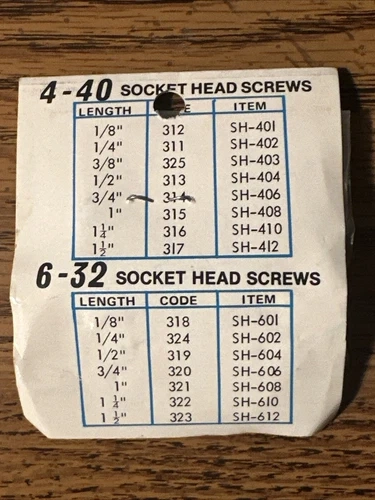 4-40 SOCKET HEAD SCREWS
LENGTH ITEM
1/8" 312 SH-401
1/4" 311 SH-402
3/8" 325 SH-403
1/2" 313 SH-404
3/4" SH-406
1" 315 SH-408
1 1/4" 316 SH-410
1 1/2" 317 SH-412
6-32 SOCKET HEAD SCREWS
LENGTH CODE ITEM
1/8" 318 SH-601
1/4" 324 SH-602
1/2" 319 SH-604
3/4" 320 SH-606
1" 321 SH-608
1 1/4" 322 SH-610
1 1/2" 323 SH-612